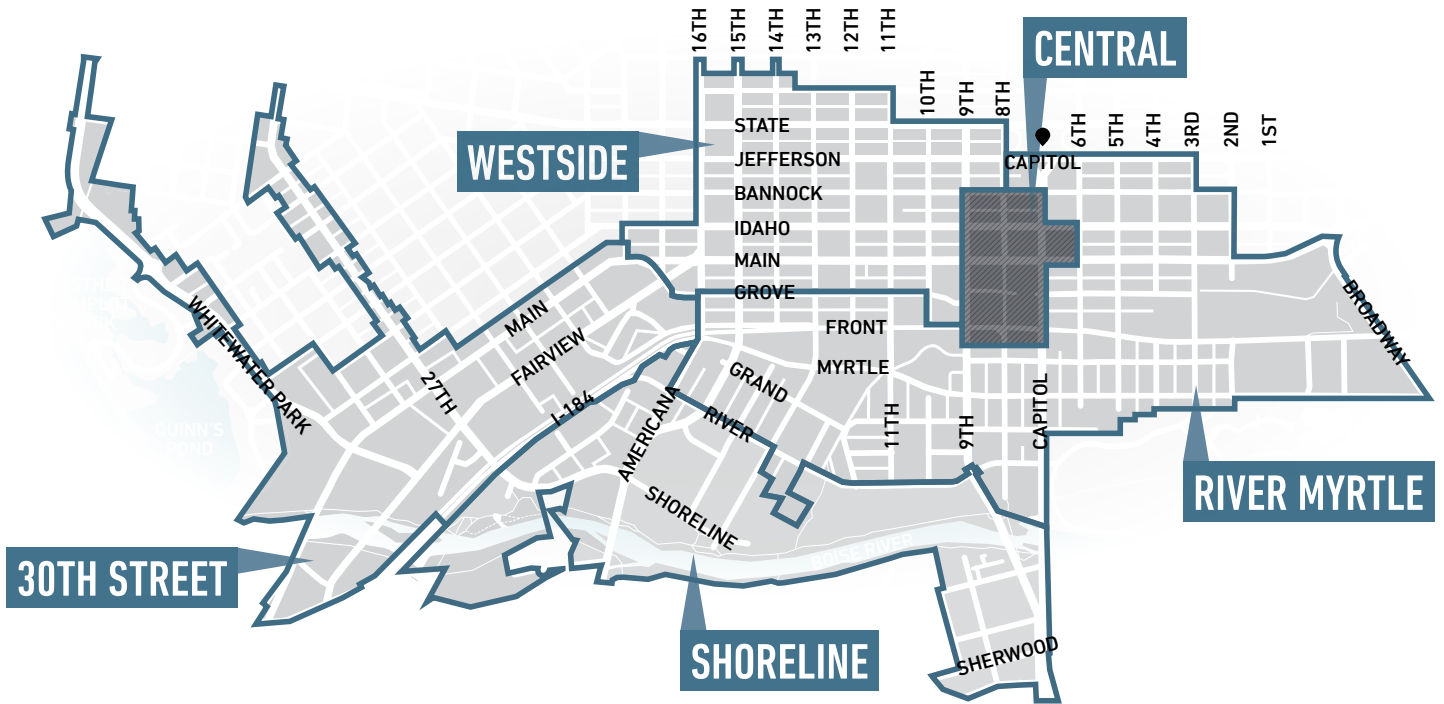 16TH
15TH
14TH
13TH
12TH
11TH
10TH
9TH
8TH
CENTRAL
6TH
5TH
4TH
3RD
2ND
1ST
CAPITOL
WESTSIDE
STATE
JEFFERSON
BANNOCK
IDAHO
MAIN
GROVE
FRONT
MYRTLE
BROADWAY
WHITEWATER PARK
MAIN
FAIRVIEW
27TH
I-184
AMERICANA
GRAND
RIVER
11TH
9TH
CAPITOL
QUINN'S
POND
RIVER MYRTLE
SHORELINE
BOISE RIVER
30TH STREET
SHORELINE
SHERWOOD